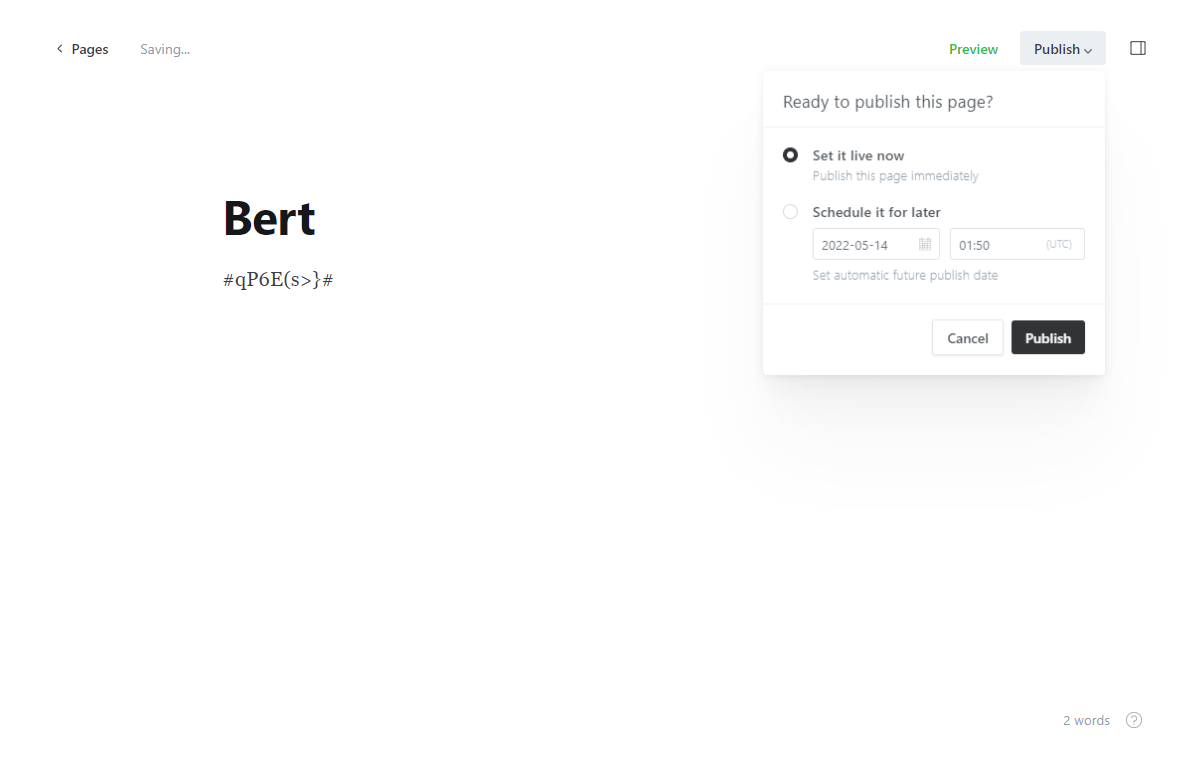 Pages
Saving...
Preview
Publish
Ready to publish this page?
Set it live now
Publish this page immediately
Schedule it for later
2022-05-14
01:50
(UTC)
Set automatic future publish date
Cancel
Publish
Bert
#qP6E(s>}#
2 words
?